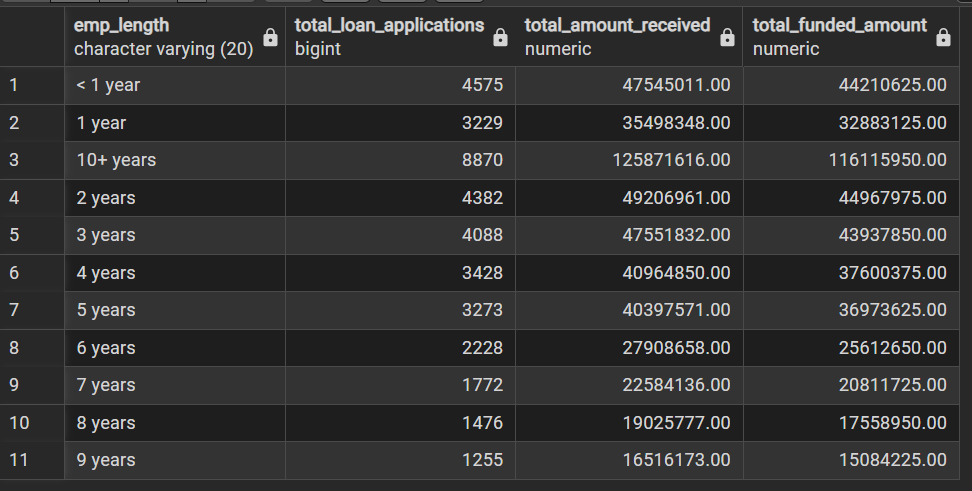 emp_length total_loan_applications total_amount_received total_funded_amount
character varying (20) bigint numeric numeric
1 < 1 year 4575 47545011.00 44210625.00
2 1 year 3229 35498348.00 32883125.00
3 10+ years 8870 125871616.00 116115950.00
4 2 years 4382 49206961.00 44967975.00
5 3 years 4088 47551832.00 43937850.00
6 4 years 3428 40964850.00 37600375.00
7 5 years 3273 40397571.00 36973625.00
8 6 years 2228 27908658.00 25612650.00
9 7 years 1772 22584136.00 20811725.00
10 8 years 1476 19025777.00 17558950.00
11 9 years 1255 16516173.00 15084225.00